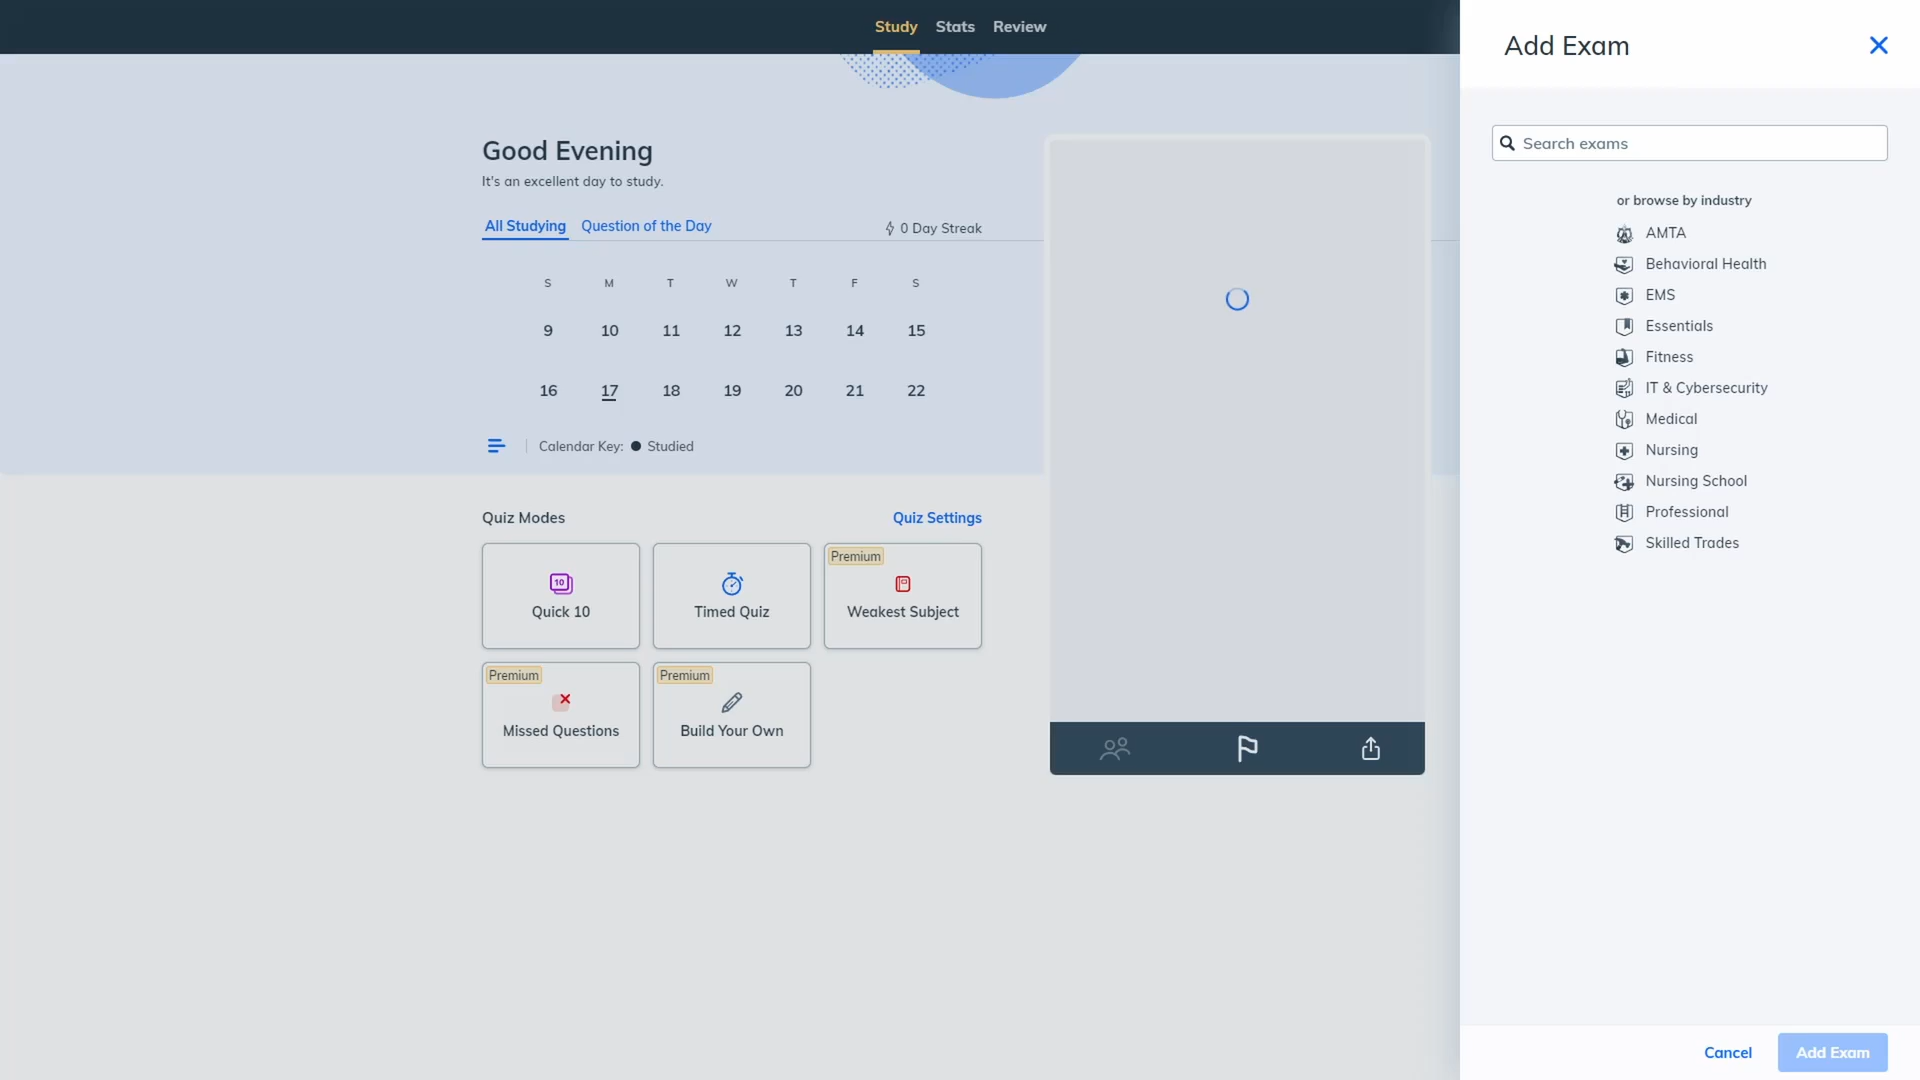 Study Stats Review
Add Exam
Search exams
or browse by industry
AMTA
Behavioral Health
EMS
Essentials
Fitness
IT & Cybersecurity
Medical
Nursing
Nursing School
Professional
Skilled Trades
Cancel Add Exam
Good Evening
It's an excellent day to study.
All Studying Question of the Day 0 Day Streak
S M T W T F S
9 10 11 12 13 14 15
16 17 18 19 20 21 22
Calendar Key: Studied
Quiz Modes Quiz Settings
10
Quick 10
Timed Quiz
Premium
Weakest Subject
Premium
Missed Questions
Premium
Build Your Own